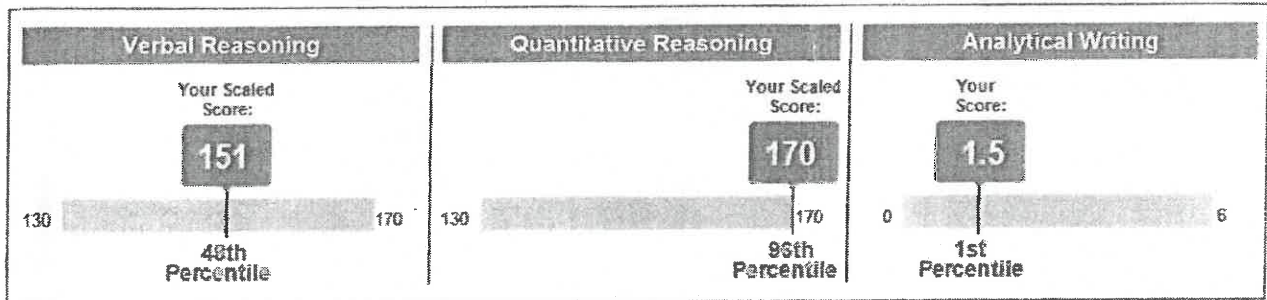 Verbal Reasoning
Your Scaled
Score:
151
130
170
48th
Percentile
Quantitative Reasoning
Your Scaled
Score:
170
130
170
96th
Percentile
Analytical Writing
Your
Score:
1.5
0
6
1st
Percentile